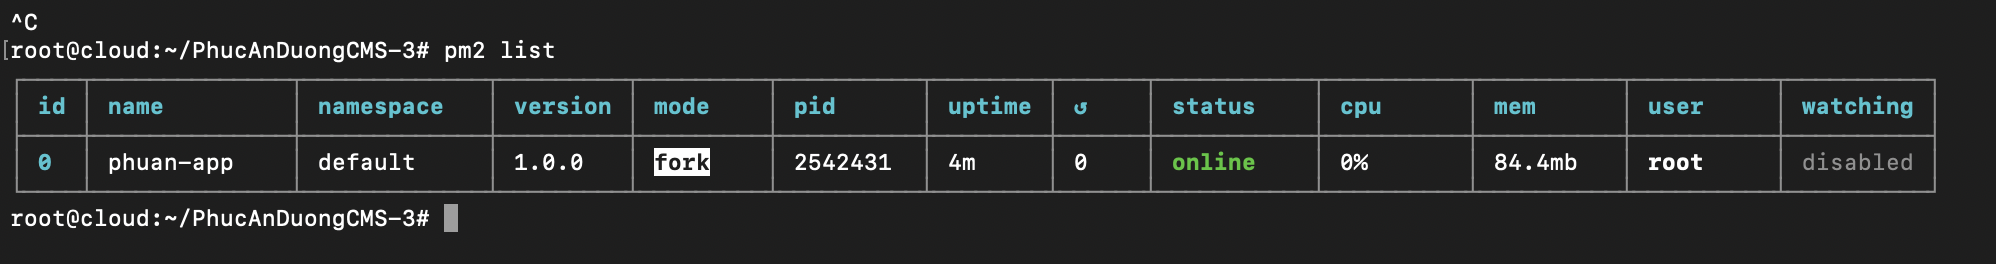 ^C
[root@cloud:~/PhucAnDuongCMS-3# pm2 list
id name namespace version mode pid uptime ↺ status cpu mem user watching
0 phuan-app default 1.0.0 fork 2542431 4m 0 online 0% 84.4mb root disabled
root@cloud:~/PhucAnDuongCMS-3#